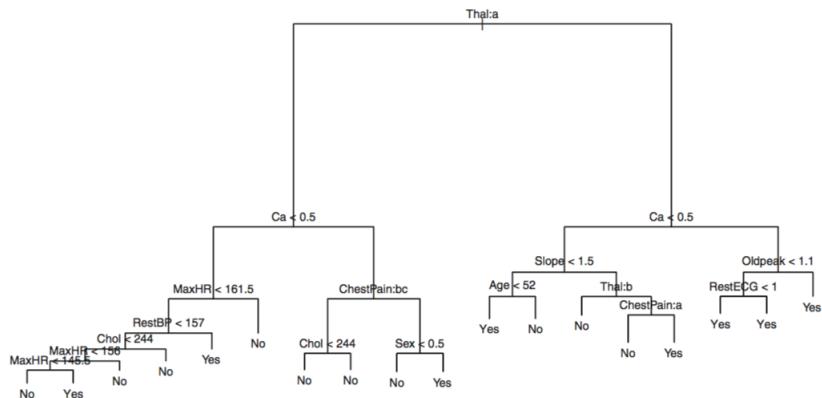 Thal:a
Ca < 0.5
Ca < 0.5
Slope < 1.5
Oldpeak < 1.1
MaxHR < 161.5
ChestPain:bc
Age < 52
Thal:b
RestECG < 1
ChestPain:a
Yes
RestBP < 157
Yes
No
No
Yes
Yes
Chol < 244
No
Chol < 244
Sex < 0.5
MaxHR < 156
Yes
No
Yes
MaxHR < 145.5
No
No
No
No
No
Yes
No
Yes